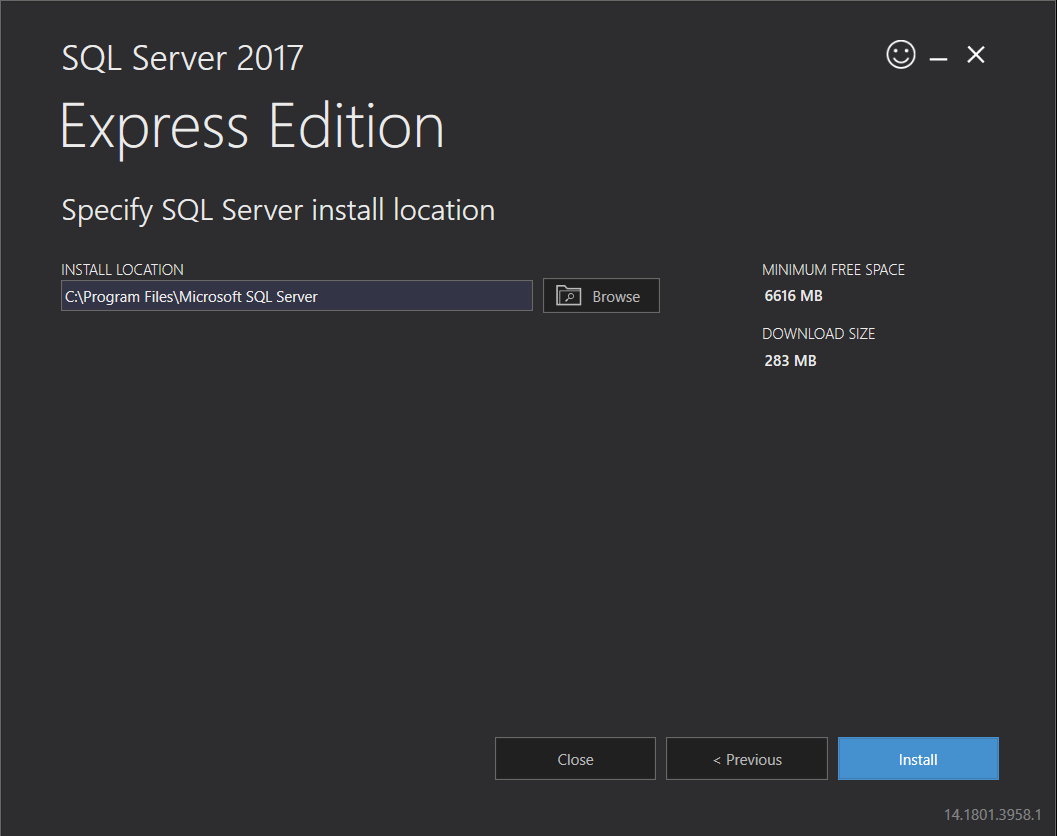 SQL Server 2017
Express Edition
Specify SQL Server install location
INSTALL LOCATION
C:\Program Files\Microsoft SQL Server
Browse
MINIMUM FREE SPACE
6616 MB
DOWNLOAD SIZE
283 MB
Close
< Previous
Install
14.1801.3958.1